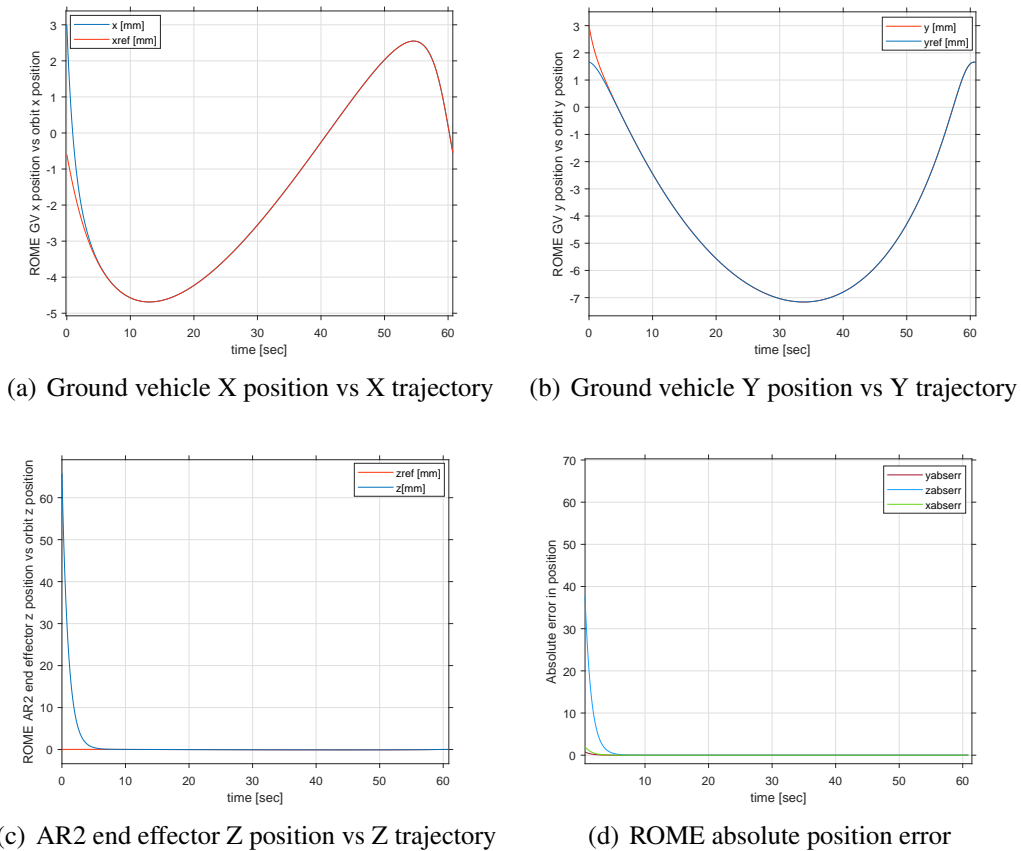 x [mm]
xref [mm]
ROME GV x position vs orbit x position
3
2
1
0
-1
-2
-3
-4
-5
0 10 20 30 40 50 60
time [sec]
(a) Ground vehicle X position vs X trajectory
y [mm]
yref [mm]
ROME GV y position vs orbit y position
3
2
1
0
-1
-2
-3
-4
-5
-6
-7
0 10 20 30 40 50 60
time [sec]
(b) Ground vehicle Y position vs Y trajectory
zref [mm]
z[mm]
ROME AR2 end effector z position vs orbit z position
60
50
40
30
20
10
0
0 10 20 30 40 50 60
time [sec]
(c) AR2 end effector Z position vs Z trajectory
yabserr
zabserr
xabserr
Absolute error in position
70
60
50
40
30
20
10
0
10 20 30 40 50 60
time [sec]
(d) ROME absolute position error